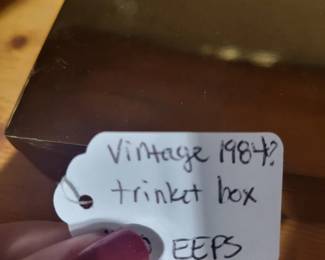 Vintage 1984?
trinket box
EEPS